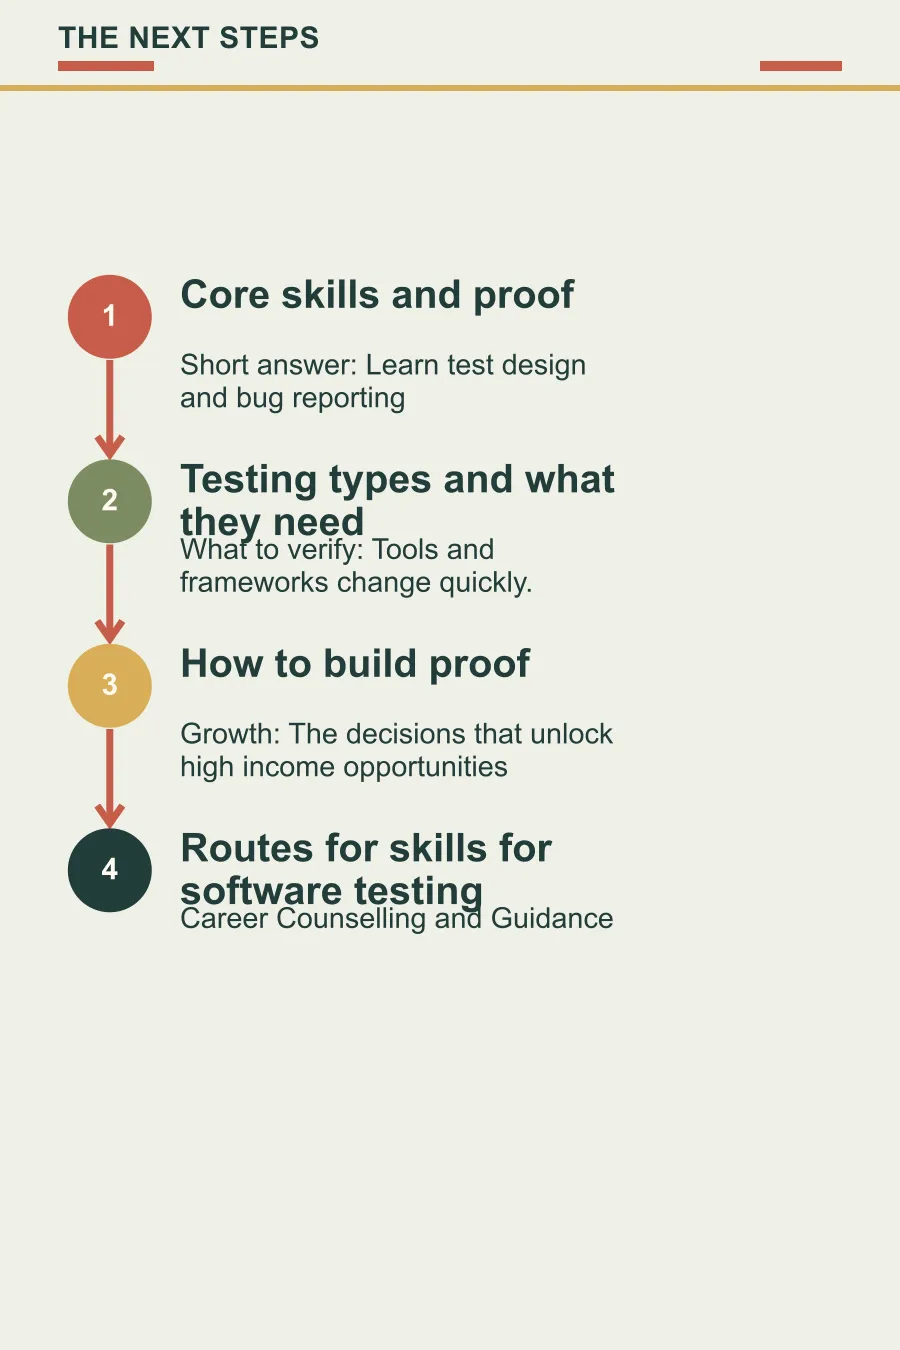 THE NEXT STEPS
1
Core skills and proof
Short answer: Learn test design
and bug reporting
2
Testing types and what
they need
What to verify: Tools and
frameworks change quickly.
3
How to build proof
Growth: The decisions that unlock
high income opportunities
4
Routes for skills for
software testing
Career Counselling and Guidance